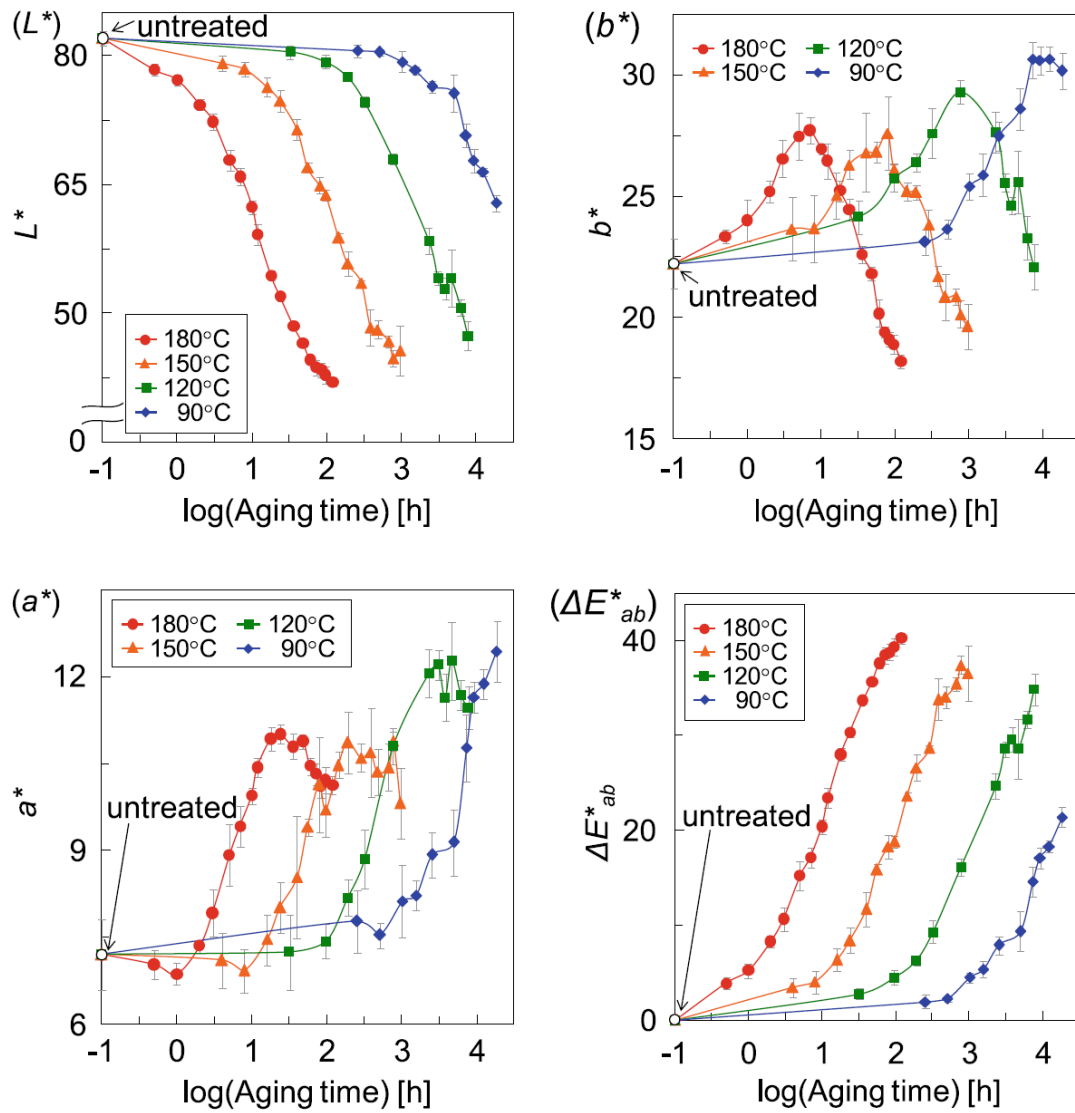 (L*)
untreated
80
65
50
0
L*
180°C
150°C
120°C
90°C
-1 0 1 2 3 4
log(Aging time) [h]
(b*)
180°C 120°C
150°C 90°C
30
25
20
15
b*
untreated
-1 0 1 2 3 4
log(Aging time) [h]
(a*)
180°C 120°C
150°C 90°C
12
9
6
a*
untreated
-1 0 1 2 3 4
log(Aging time) [h]
(ΔE*ab)
180°C
150°C
120°C
90°C
40
20
0
ΔE*ab
untreated
-1 0 1 2 3 4
log(Aging time) [h]